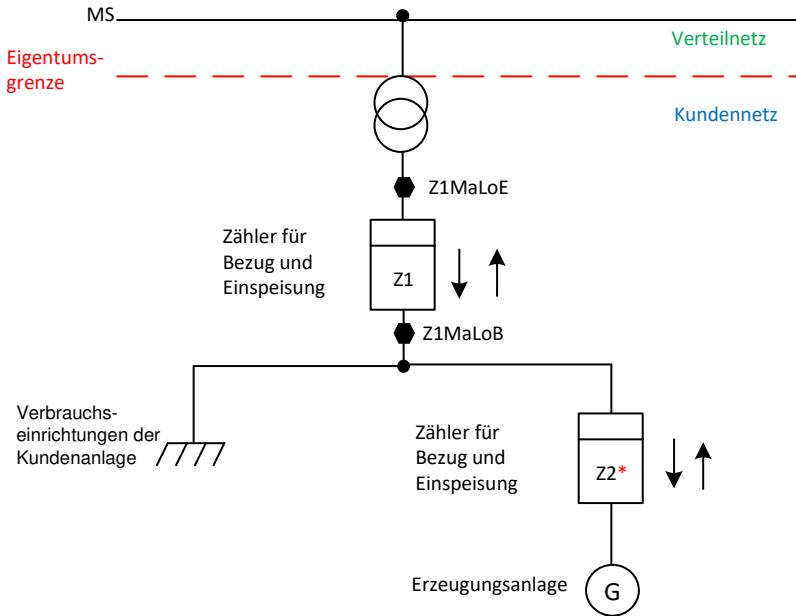 MS
Verteilnetz
Eigentums-
grenze
Kundennetz
Z1MaLoE
Zähler für
Bezug und
Einspeisung
Z1
Z1MaLoB
Verbrauchs-
einrichtungen der
Kundenanlage
Zähler für
Bezug und
Einspeisung
Z2*
Erzeugungsanlage
G